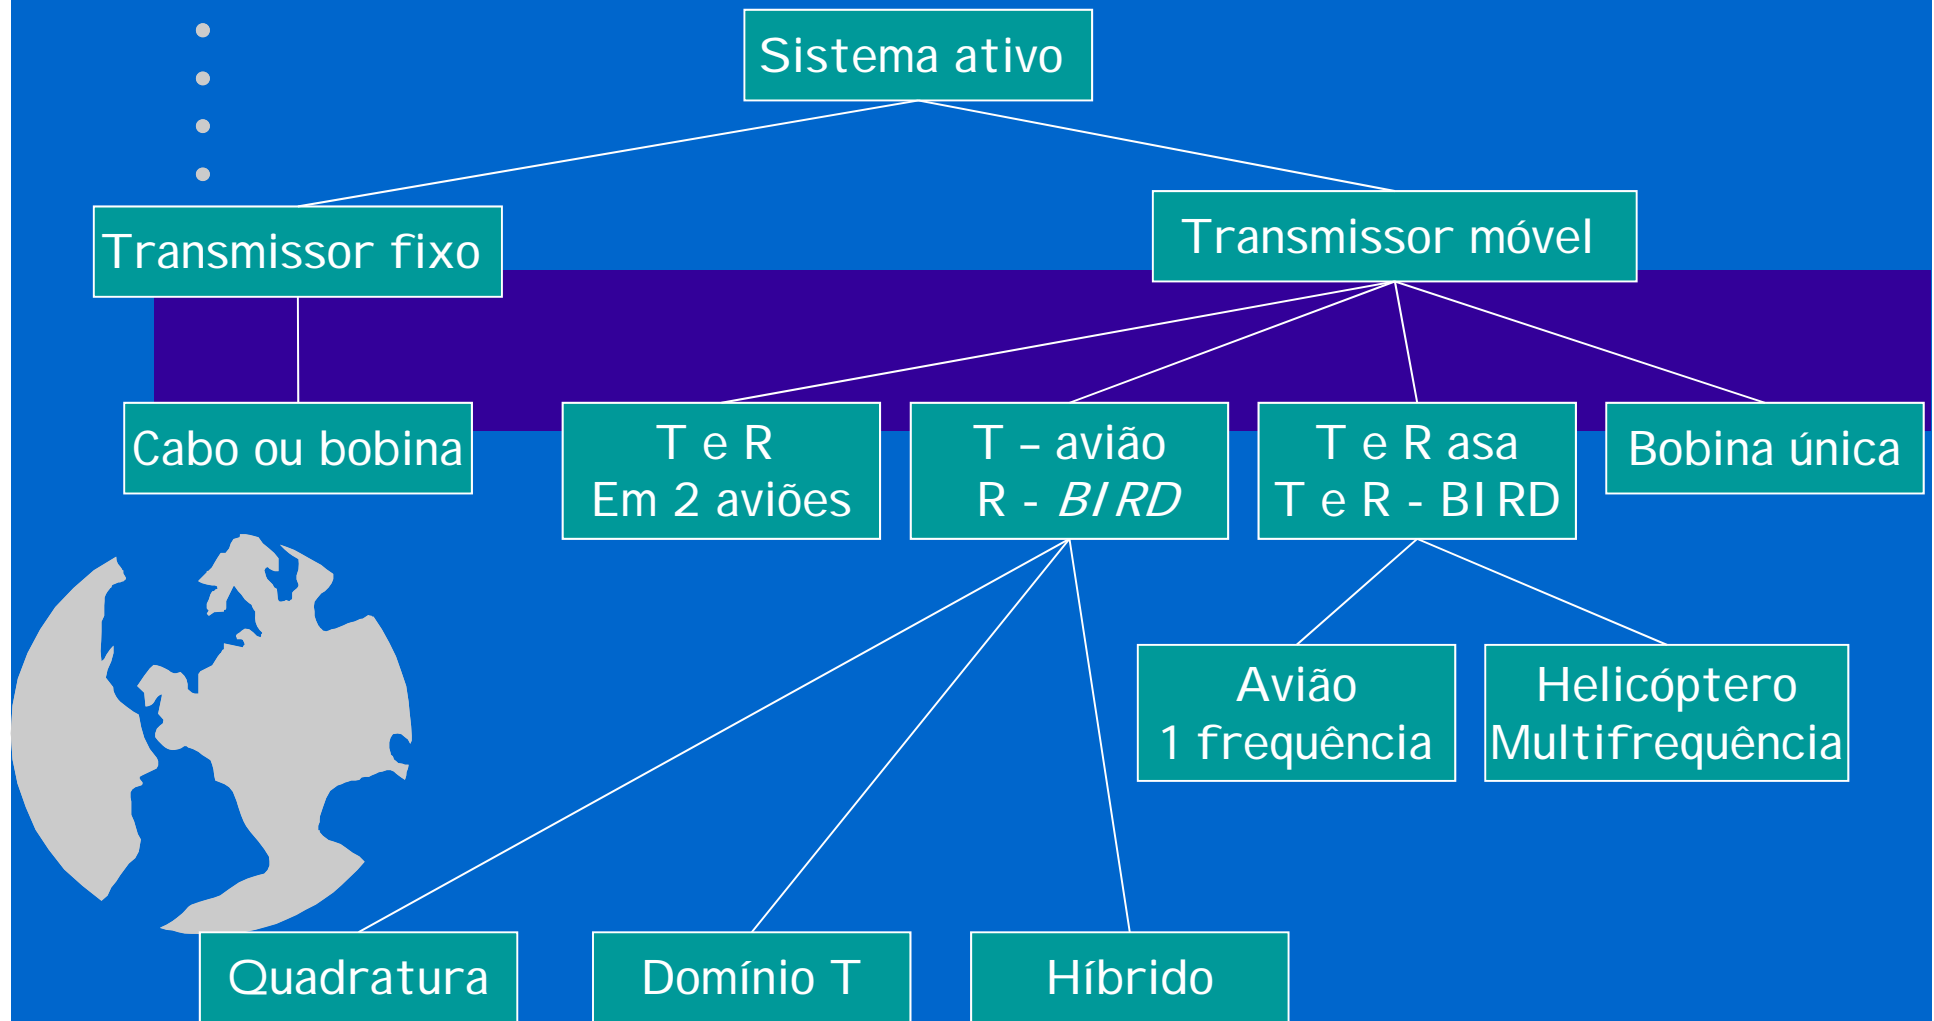 Sistema ativo
Transmissor fixo
Transmissor móvel
Cabo ou bobina
T e R
Em 2 aviões
T – avião
R - BIRD
T e R asa
T e R - BIRD
Bobina única
Avião
1 frequência
Helicóptero
Multifrequência
Quadratura
Domínio T
Híbrido